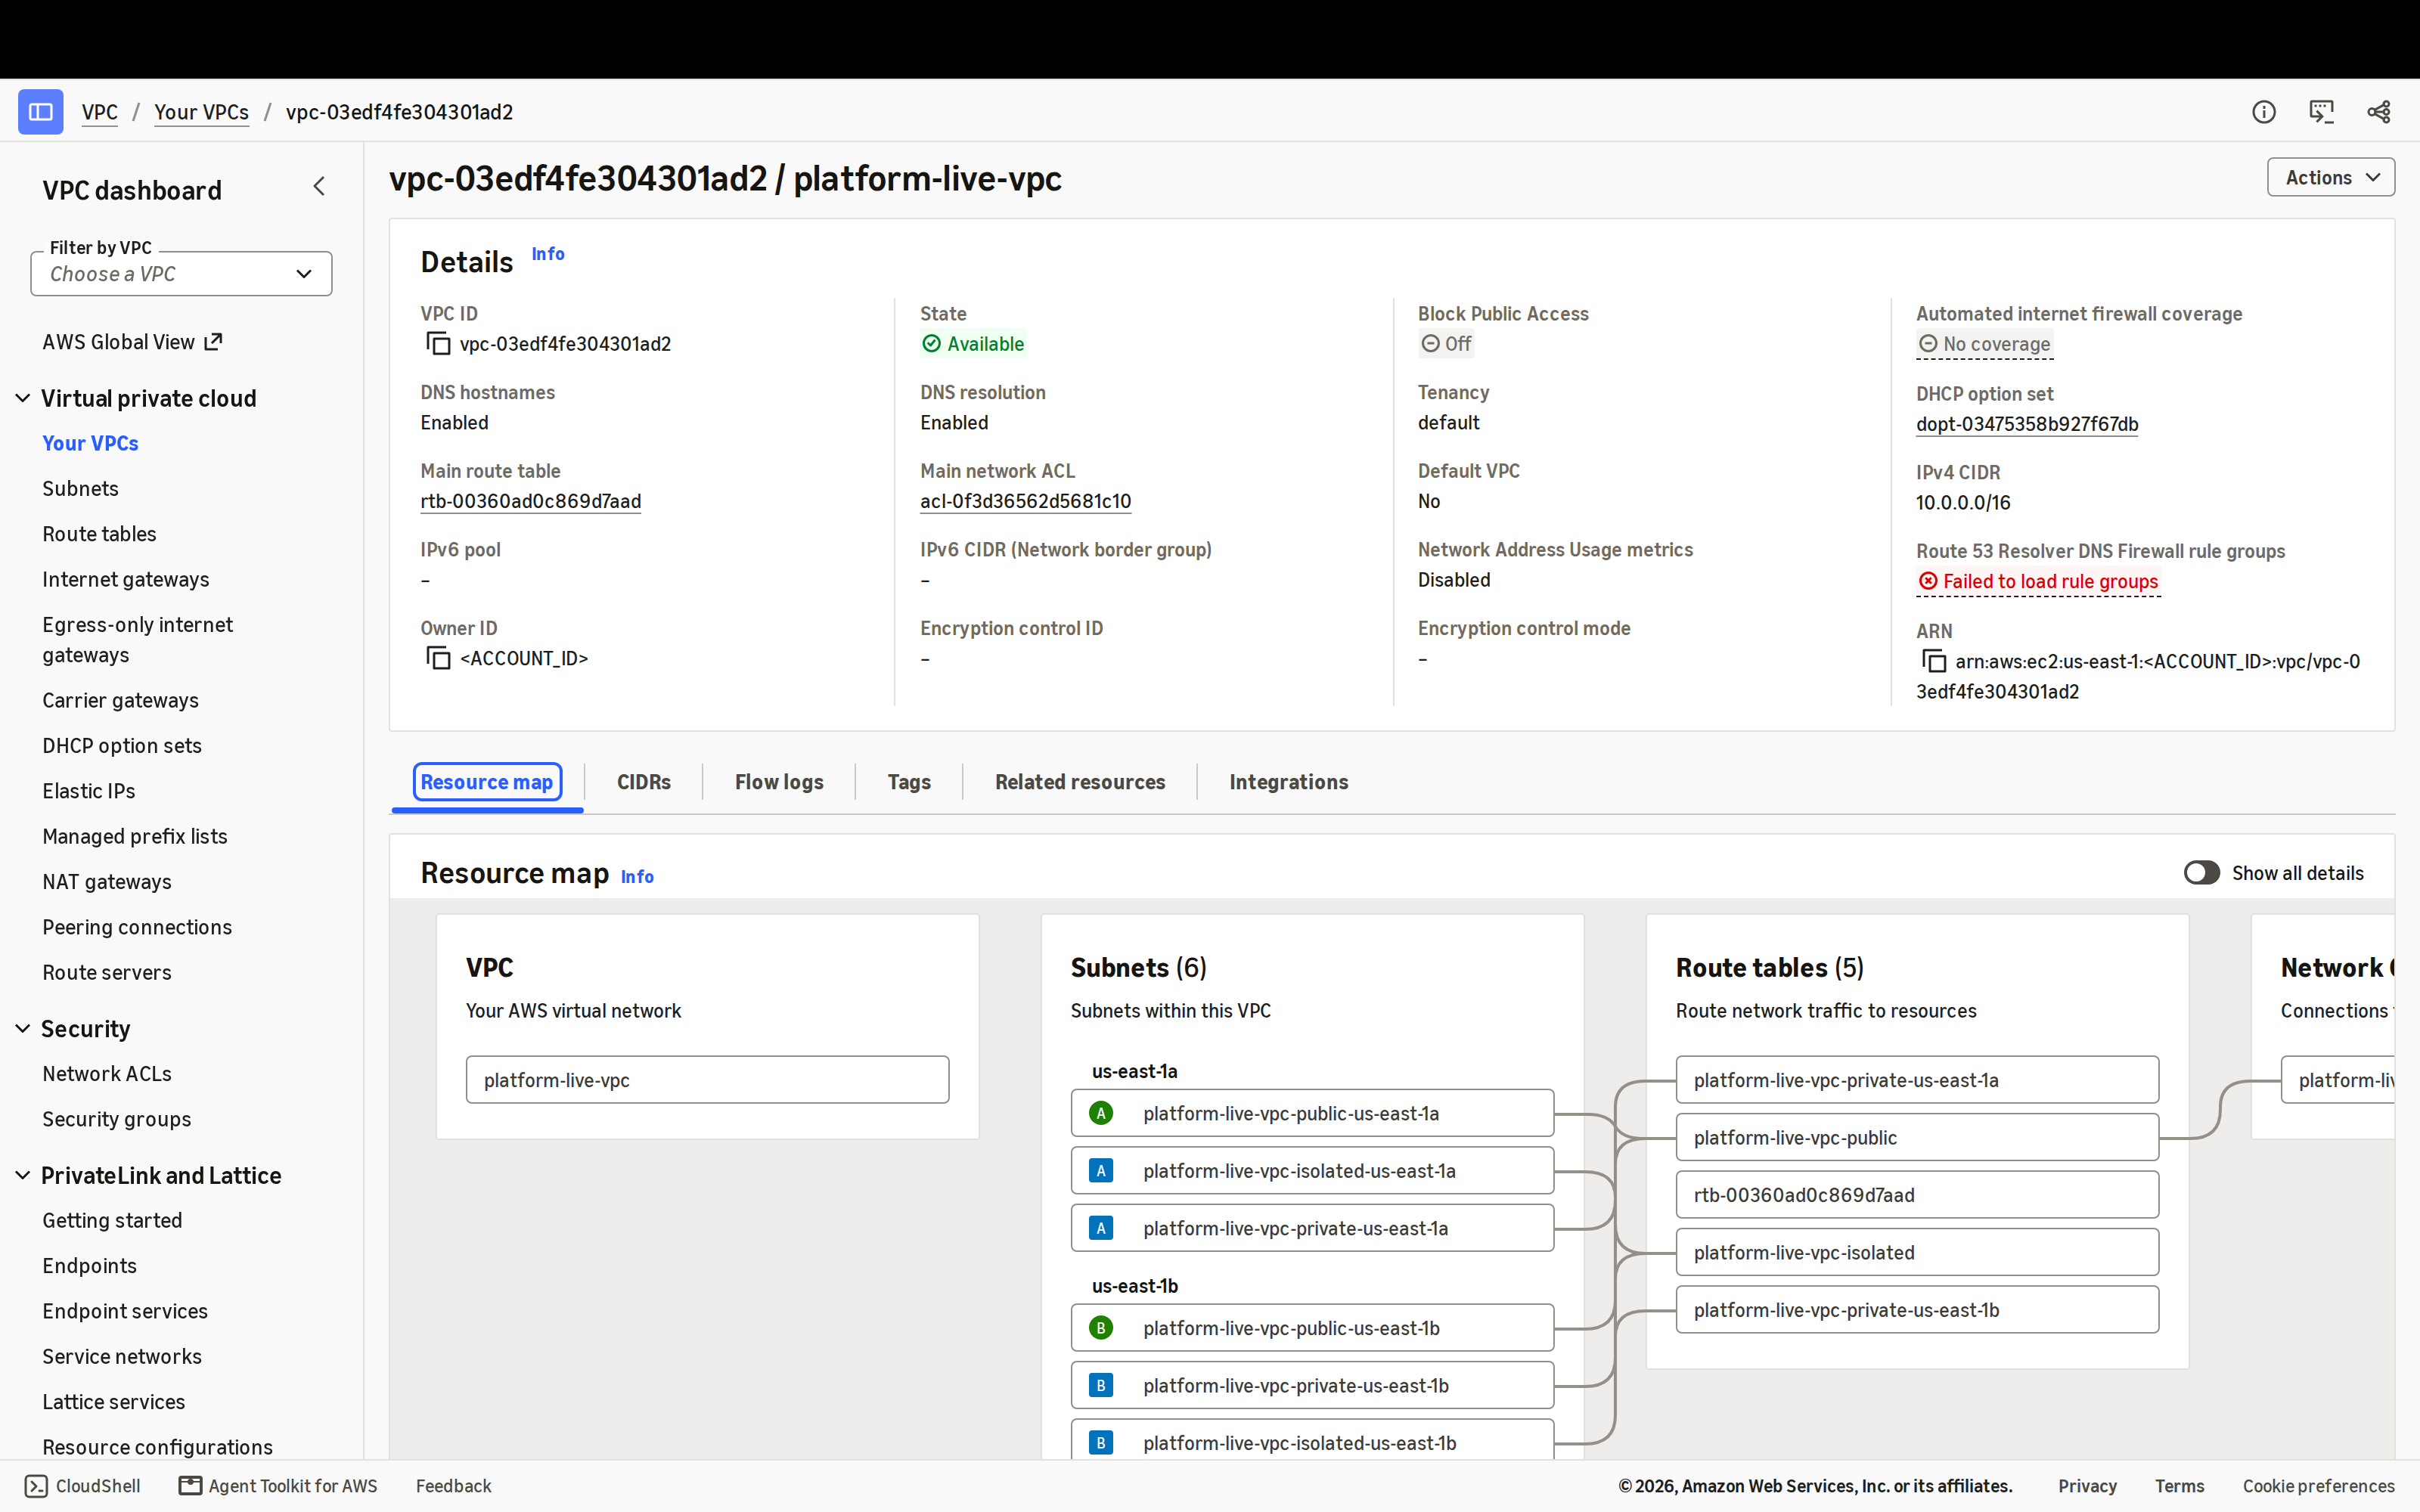 VPC / Your VPCs / vpc-03edf4fe304301ad2
VPC dashboard
Filter by VPC
Choose a VPC
AWS Global View
Virtual private cloud
Your VPCs
Subnets
Route tables
Internet gateways
Egress-only internet
gateways
Carrier gateways
DHCP option sets
Elastic IPs
Managed prefix lists
NAT gateways
Peering connections
Route servers
Security
Network ACLs
Security groups
PrivateLink and Lattice
Getting started
Endpoints
Endpoint services
Service networks
Lattice services
Resource configurations
vpc-03edf4fe304301ad2 / platform-live-vpc
Actions
Details Info
VPC ID
vpc-03edf4fe304301ad2
State
Available
Block Public Access
Off
Automated internet firewall coverage
No coverage
DNS hostnames
Enabled
DNS resolution
Enabled
Tenancy
default
DHCP option set
dopt-03475358b927f67db
Main route table
rtb-00360ad0c869d7aad
Main network ACL
acl-0f3d36562d5681c10
Default VPC
No
IPv4 CIDR
10.0.0.0/16
IPv6 pool
–
IPv6 CIDR (Network border group)
–
Network Address Usage metrics
Disabled
Route 53 Resolver DNS Firewall rule groups
Failed to load rule groups
Owner ID
<ACCOUNT_ID>
Encryption control ID
–
Encryption control mode
–
ARN
arn:aws:ec2:us-east-1:<ACCOUNT_ID>:vpc/vpc-0
3edf4fe304301ad2
Resource map
CIDRs
Flow logs
Tags
Related resources
Integrations
Resource map Info
Show all details
VPC
Your AWS virtual network
platform-live-vpc
Subnets (6)
Subnets within this VPC
us-east-1a
A platform-live-vpc-public-us-east-1a
A platform-live-vpc-isolated-us-east-1a
A platform-live-vpc-private-us-east-1a
us-east-1b
B platform-live-vpc-public-us-east-1b
B platform-live-vpc-private-us-east-1b
B platform-live-vpc-isolated-us-east-1b
Route tables (5)
Route network traffic to resources
platform-live-vpc-private-us-east-1a
platform-live-vpc-public
rtb-00360ad0c869d7aad
platform-live-vpc-isolated
platform-live-vpc-private-us-east-1b
Network
Connections
platform-li
CloudShell
Agent Toolkit for AWS
Feedback
© 2026, Amazon Web Services, Inc. or its affiliates.
Privacy
Terms
Cookie preferences